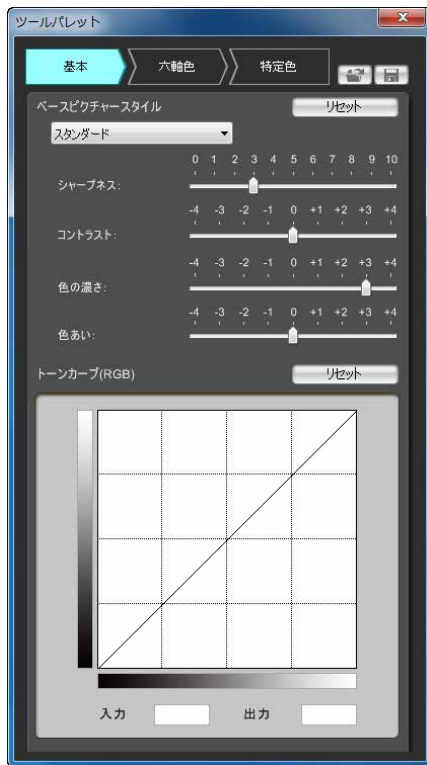 ツールパレット
基本 六軸色 特定色
ベースピクチャースタイル リセット
スタンダード
0 1 2 3 4 5 6 7 8 9 10
シャープネス:
-4 -3 -2 -1 0 +1 +2 +3 +4
コントラスト:
-4 -3 -2 -1 0 +1 +2 +3 +4
色の濃さ:
-4 -3 -2 -1 0 +1 +2 +3 +4
色あい:
トーンカーブ(RGB) リセット
入力 出力